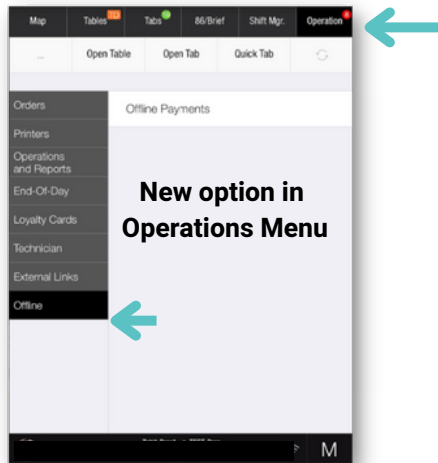 Map Tables 10 Tabs 86/Brief Shift Mgr. Operation
... Open Table Open Tab Quick Tab
Orders
Offline Payments
Printers
Operations
and Reports
End-Of-Day
Loyalty Cards
Technician
External Links
Offline
New option in
Operations Menu
M